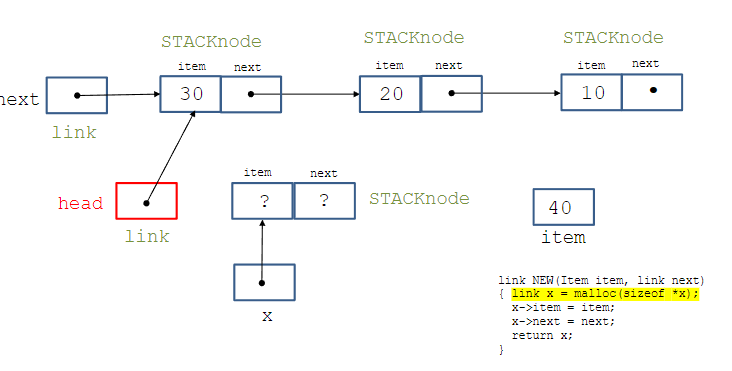 STACKnode STACKnode STACKnode
item next item next item next
next 30 20 10
link
item next
head ? ? STACKnode 40
link item
x
link NEW(Item item, link next)
{ link x = malloc(sizeof *x);
x->item = item;
x->next = next;
return x;
}